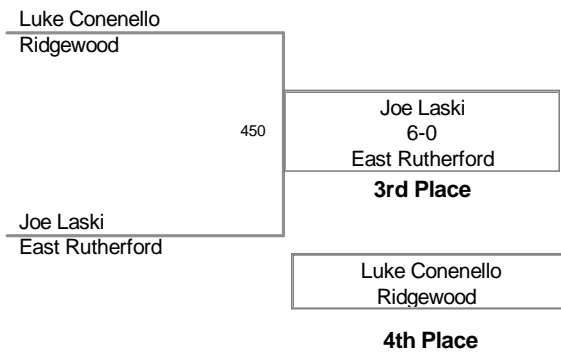 Luke Conenello
Ridgewood
450
Joe Laski
6-0
East Rutherford
3rd Place
Joe Laski
East Rutherford
Luke Conenello
Ridgewood
4th Place